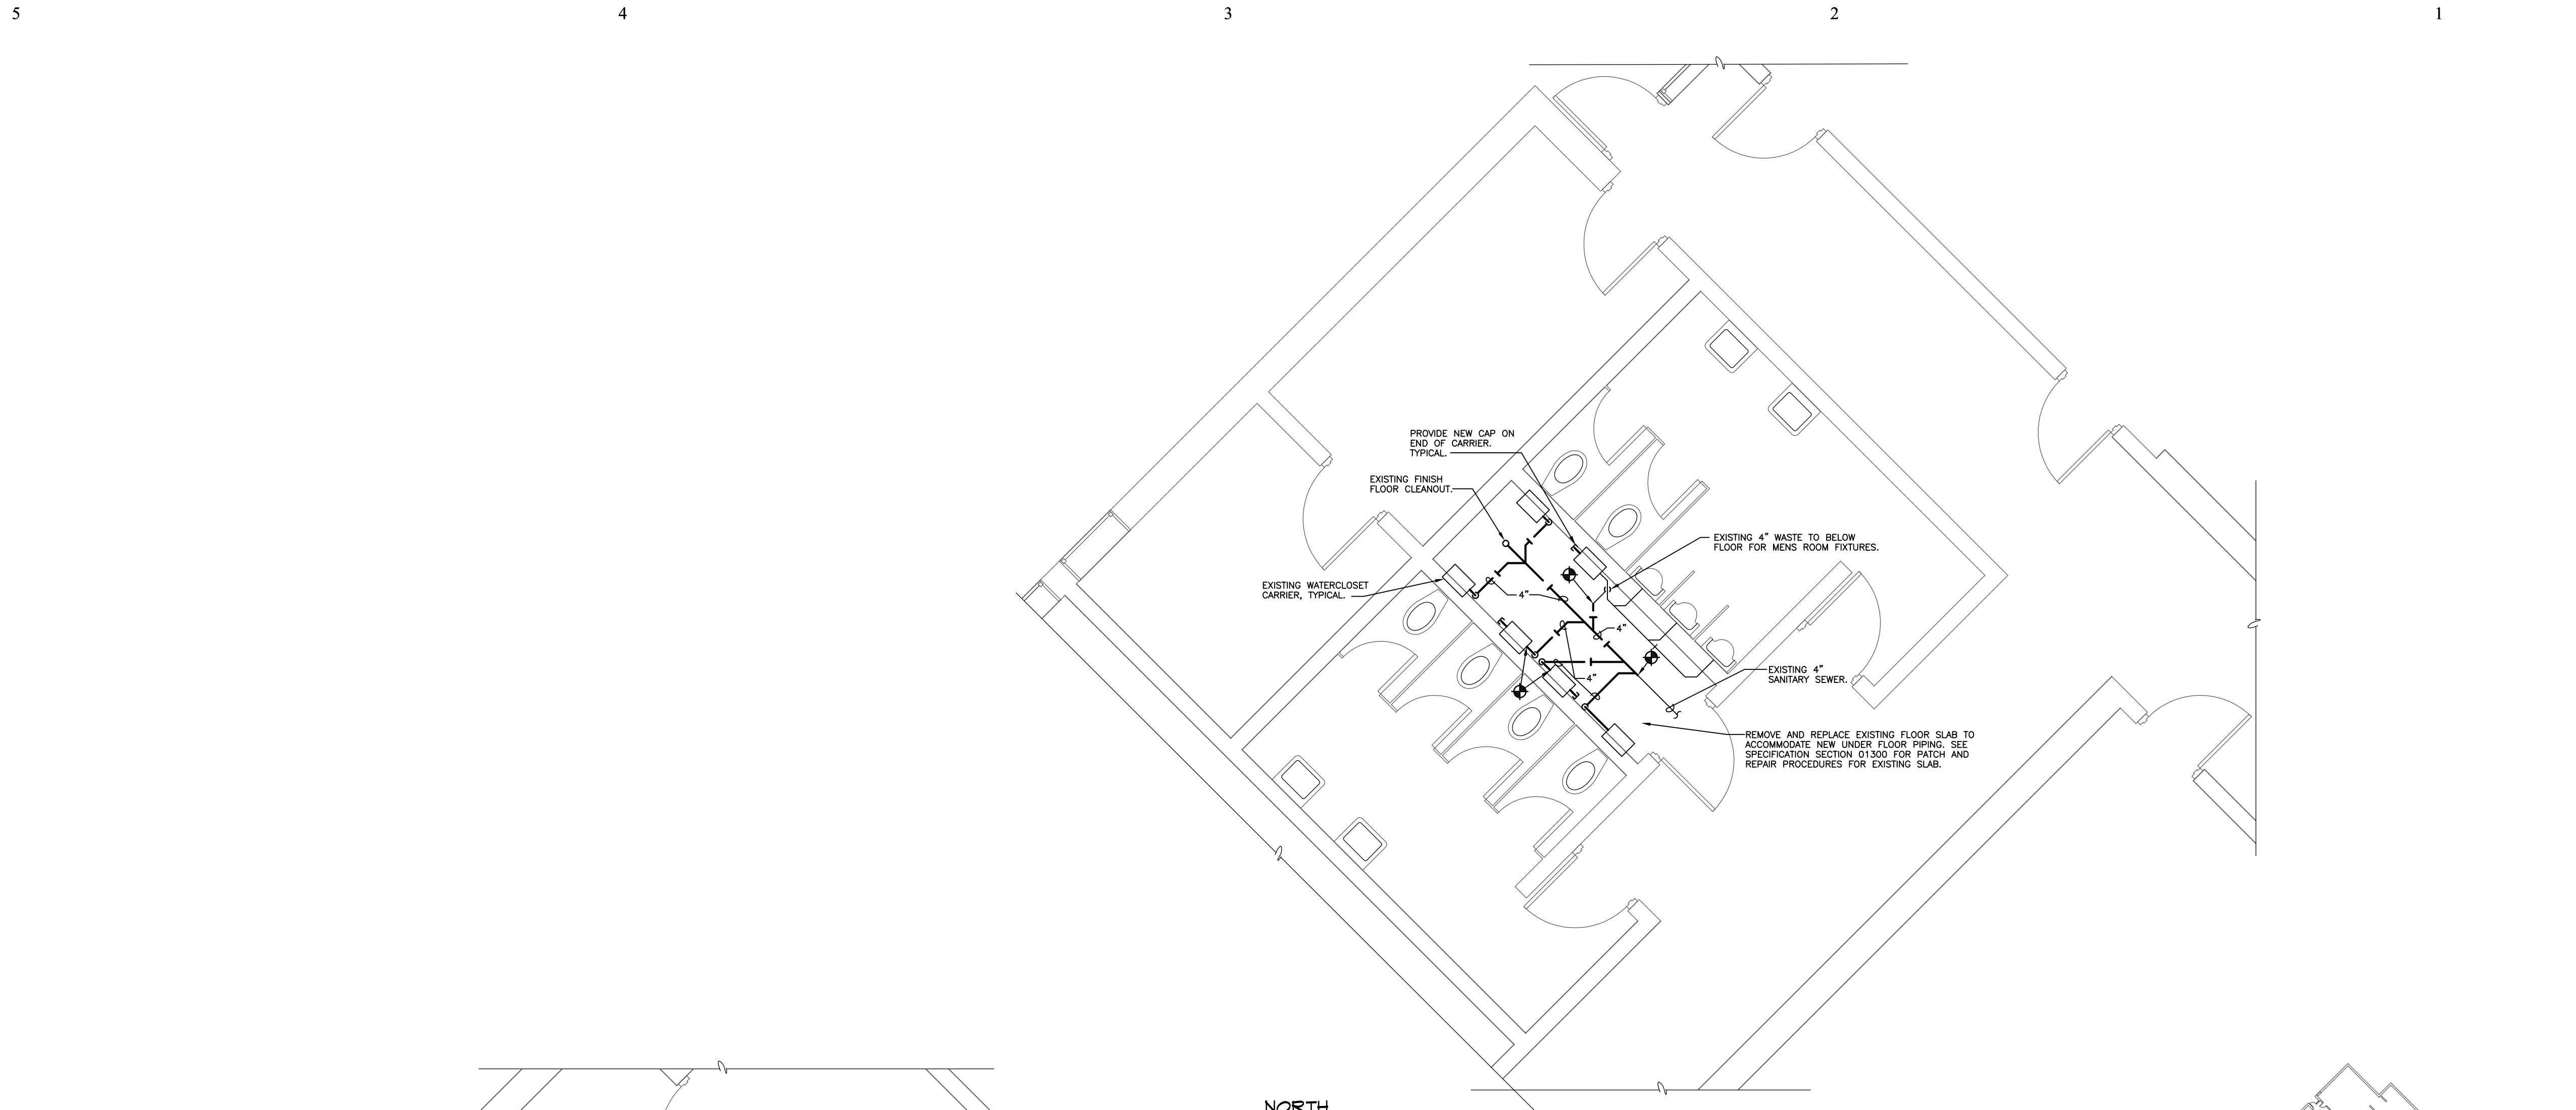 5 4 3 2 1
PROVIDE NEW CAP ON
END OF CARRIER.
TYPICAL.
EXISTING FINISH
FLOOR CLEANOUT.
EXISTING 4" WASTE TO BELOW
FLOOR FOR MENS ROOM FIXTURES.
EXISTING WATERCLOSET
CARRIER, TYPICAL.
4"
4"
4"
EXISTING 4"
SANITARY SEWER.
REMOVE AND REPLACE EXISTING FLOOR SLAB TO
ACCOMMODATE NEW UNDER FLOOR PIPING. SEE
SPECIFICATION SECTION 01300 FOR PATCH AND
REPAIR PROCEDURES FOR EXISTING SLAB.
NORTH